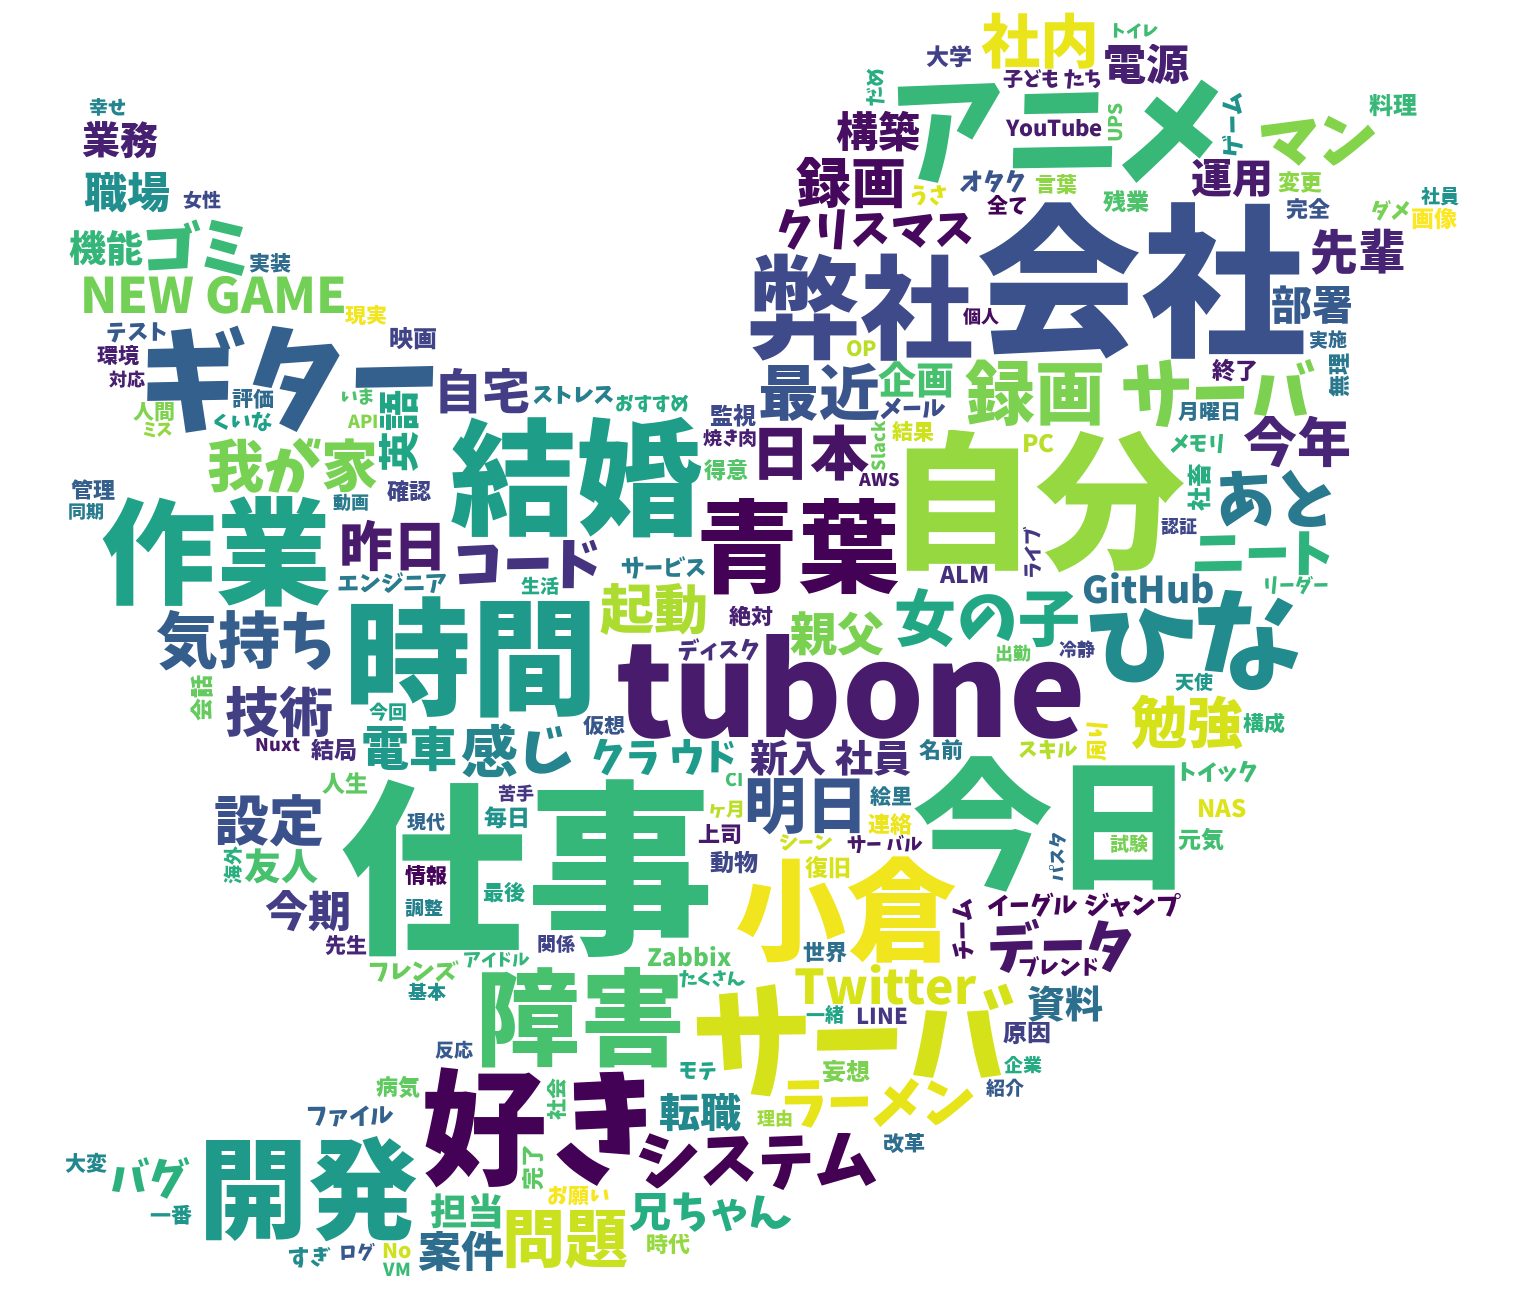 社内
トイレ
大学
電源
子ども たち
だめ
アニメ
幸せ
業務
構築
YouTube
UPS
ゲーム
マン
料理
録画
職場
女性
うさ
オタク
言葉
全て
残業
運用
変更
完全
社員
ダメ
画像
機能
ゴミ
実装
クリスマス
会社
先輩
NEW GAME
現実
弊社
個人
部署
テスト
ギター
映画
OP
実施
環境
対応
評価
いま
自宅
ストレス
おすすめ
最近
企画
録画 サーバ
終了
無理
人間
ミス
くいな
API
英語
監視
メール
月曜日
我が家
結婚
焼き肉
日本
Slack
結果
自分
PC
メモリ
今年
得意
AWS
管理
同期
作業
動画
確認
青葉
社畜
あと
昨日
コード
サービス
ライブ
認証
ニート
エンジニア
生活
ALM
リーダー
気持ち
時間
起動
絶対
親父
女の子
GitHub
ひな
ディスク
tubone
出勤
冷静
会話
技術
今回
仮想
天使
勉強
構成
Nuxt
結局
電車
感じ
クラ ウド
新入 社員
名前
スキル
困り
人生
仕事
苦手
CI
今日
トイック
設定
現代
毎日
ヶ月
明日
絵里
NAS
上司
連絡
海外
友人
情報
動物
シーン
サー バル
復旧
パスタ
試験
元気
今期
調整
最後
小倉
チーム
イーグル ジャンプ
先生
関係
世界
データ
フレンズ
アイドル
Zabbix
ブレンド
基本
障害
たくさん
Twitter
サーバ
一緒
LINE
資料
原因
反応
病気
モテ
妄想
企業
好き
社会
転職
ラーメン
紹介
ファイル
理由
改革
大変
バグ
開発
システム
完了
一番
担当
お願い
兄ちゃん
すぎ
ログ
No
VM
案件
問題
時代